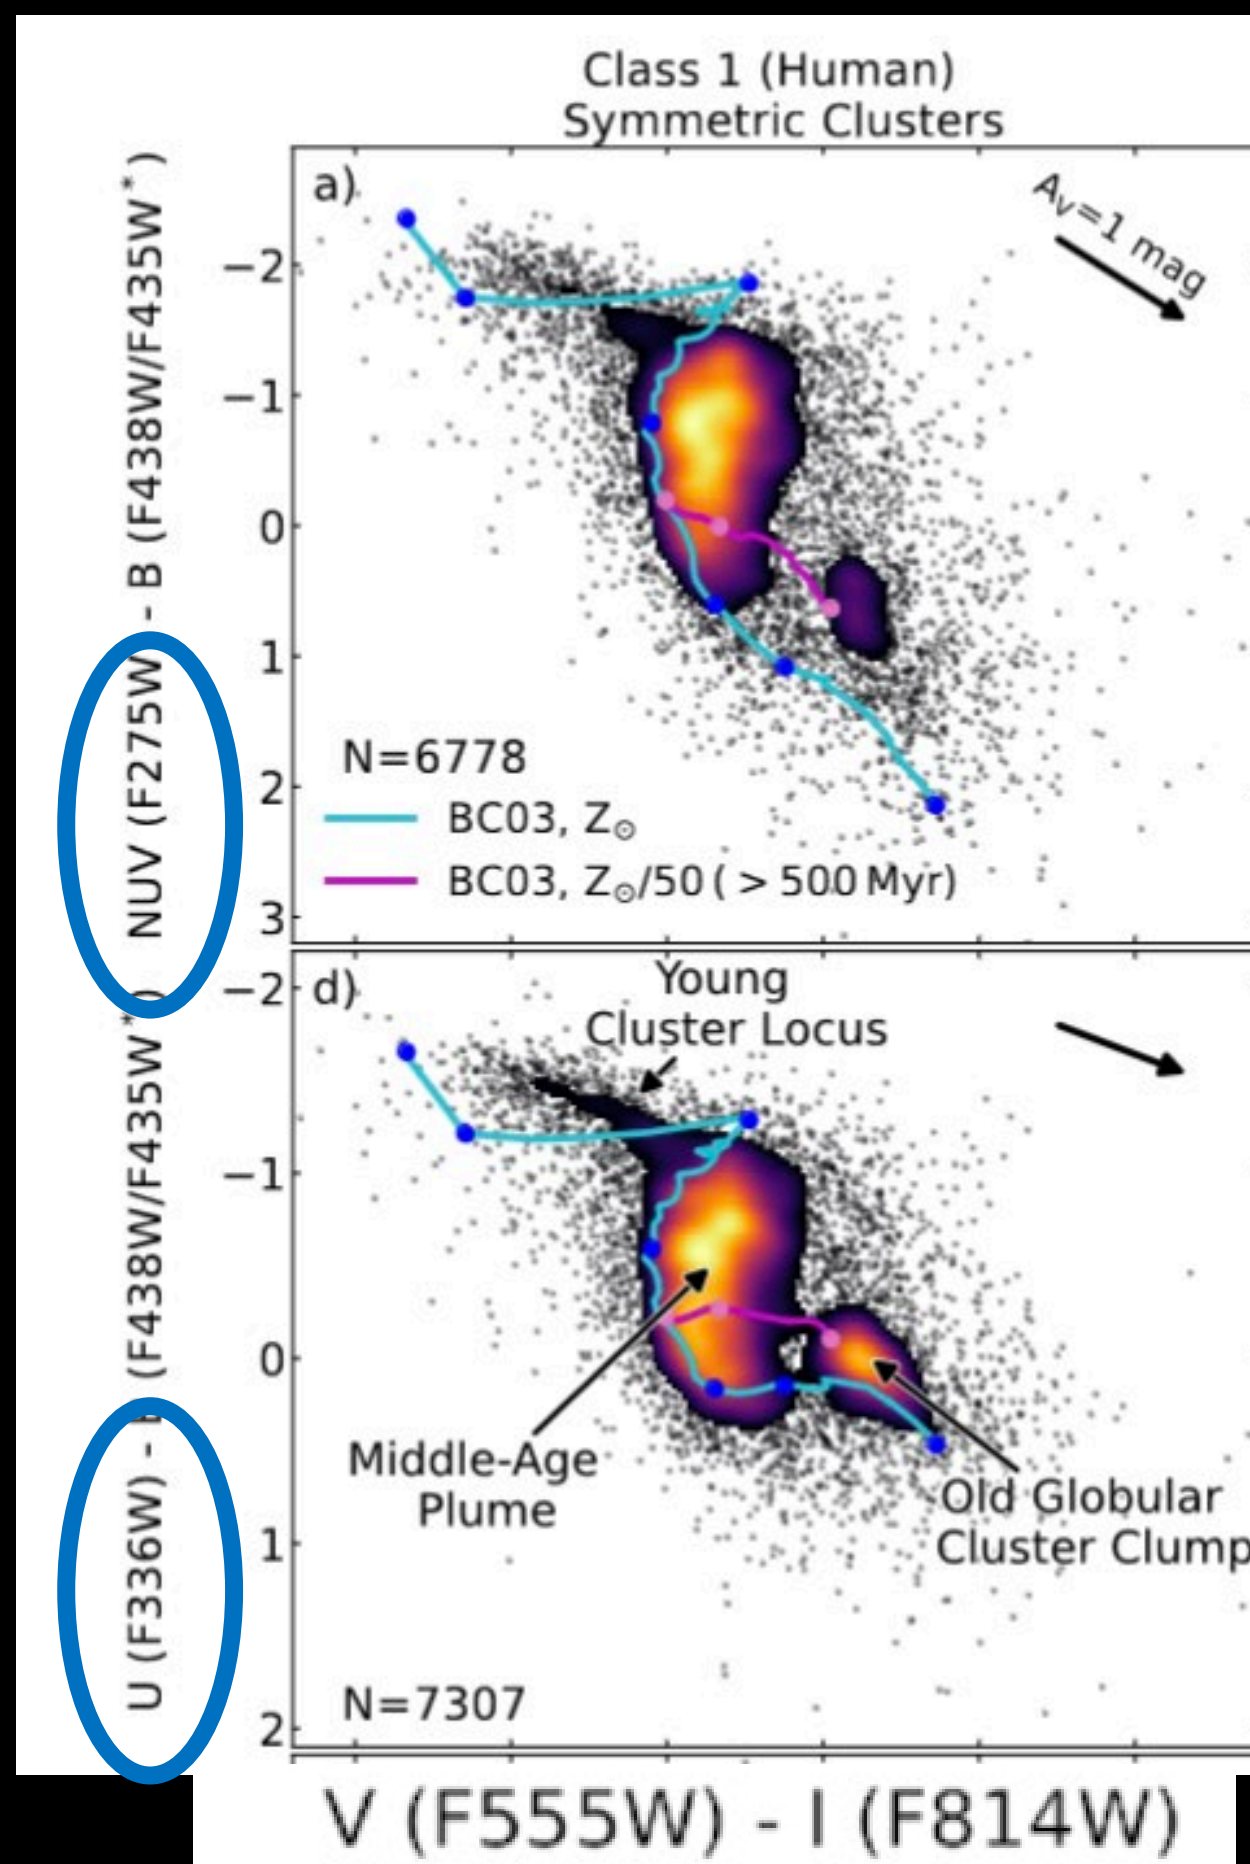 Class 1 (Human)
Symmetric Clusters
NUV (F275W) - B (F438W/F435W*)
a)
A_V=1 mag
−2
−1
0
1
2
3
N=6778
BC03, Z⊙
BC03, Z⊙/50 ( > 500 Myr)
U (F336W) - B (F438W/F435W*)
d)
Young
Cluster Locus
−2
−1
0
1
2
Middle-Age
Plume
Old Globular
Cluster Clump
N=7307
V (F555W) - I (F814W)